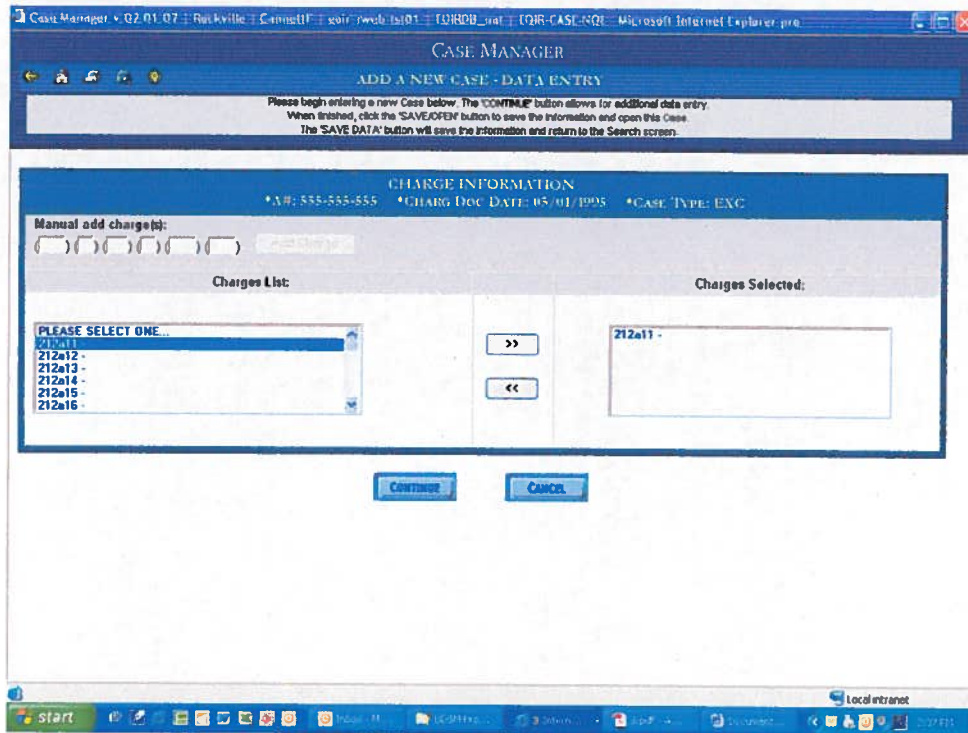 Case Manager v.Q2.01.07 | Rockville |
CASE MANAGER
ADD A NEW CASE - DATA ENTRY
Please begin entering a new Case below. The 'CONTINUE' button allows for additional data entry.
When finished, click the 'SAVE/OPEN' button to save the information and open this Case.
The 'SAVE DATA' button will save the information and return to the Search screen.
CHARGE INFORMATION
*A#: 555-555-555 *CHARG DOC DATE: 05/01/1995 *CASE TYPE: EXC
Manual add charge(s):
( )( )( )( )( )( )
Charges List:
Charges Selected:
PLEASE SELECT ONE...
212a11 -
212a12 -
212a13 -
212a14 -
212a15 -
212a16 -
>>
<<
212a11 -
CONTINUE
CANCEL
Local intranet
start